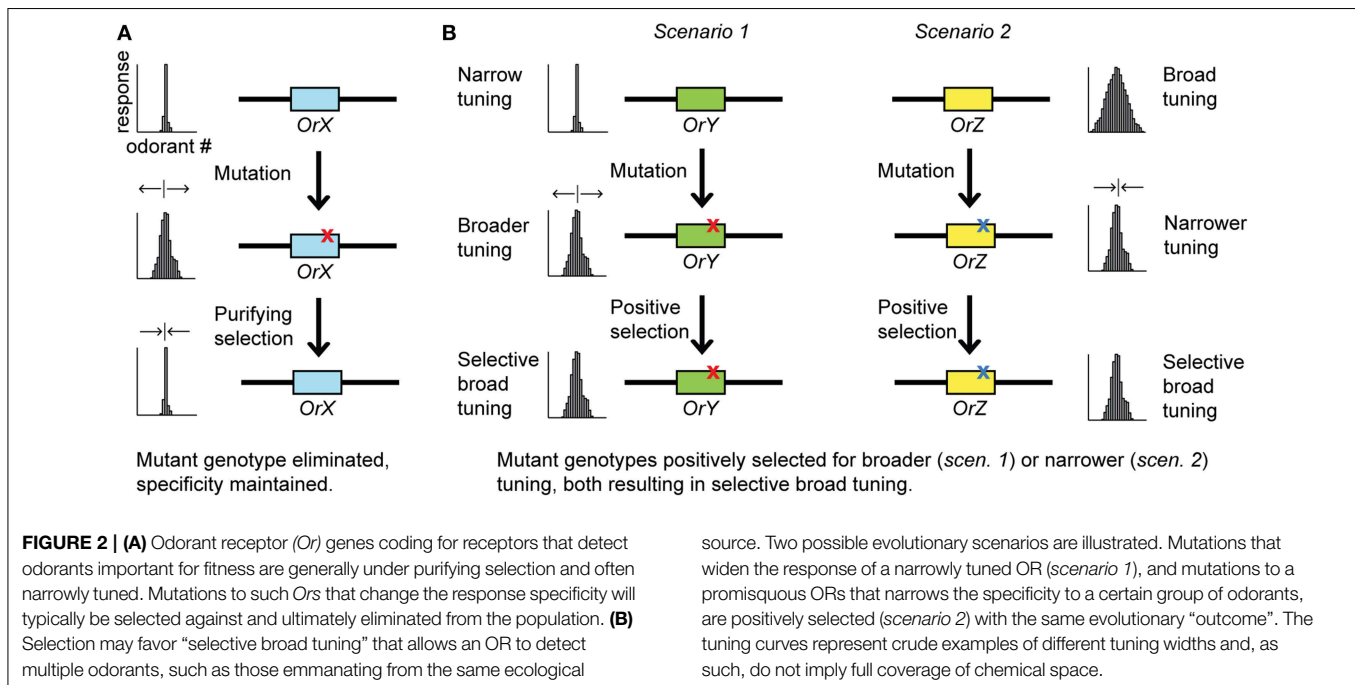 A
response
odorant #
OrX
Mutation
x
OrX
Purifying
selection
OrX
Mutant genotype eliminated,
specificity maintained.
B
Scenario 1
Scenario 2
Narrow
tuning
OrY
OrZ
Broad
tuning
Mutation
Mutation
Broader
tuning
x
OrY
x
OrZ
Narrower
tuning
Positive
selection
Positive
selection
Selective
broad
tuning
x
OrY
x
OrZ
Selective
broad
tuning
Mutant genotypes positively selected for broader (scen. 1) or narrower (scen. 2)
tuning, both resulting in selective broad tuning.
FIGURE 2 | (A) Odorant receptor (Or) genes coding for receptors that detect
odorants important for fitness are generally under purifying selection and often
narrowly tuned. Mutations to such Ors that change the response specificity will
typically be selected against and ultimately eliminated from the population. (B)
Selection may favor “selective broad tuning” that allows an OR to detect
multiple odorants, such as those emmanating from the same ecological
source. Two possible evolutionary scenarios are illustrated. Mutations that
widen the response of a narrowly tuned OR (scenario 1), and mutations to a
promisquous ORs that narrows the specificity to a certain group of odorants,
are positively selected (scenario 2) with the same evolutionary “outcome”. The
tuning curves represent crude examples of different tuning widths and, as
such, do not imply full coverage of chemical space.